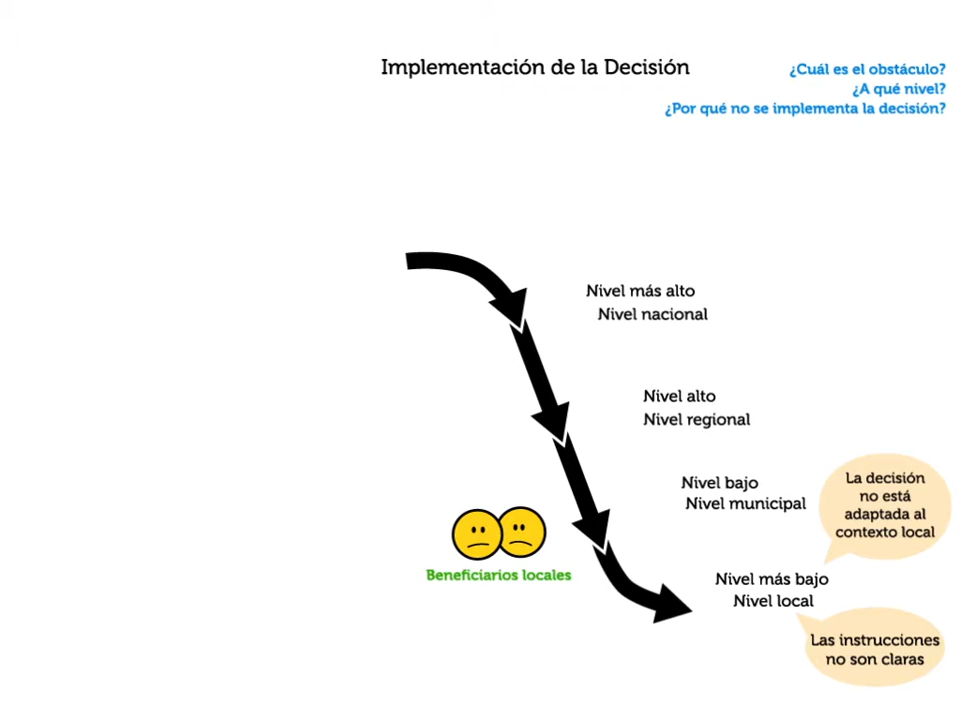 Implementación de la Decisión
¿Cuál es el obstáculo?
¿A qué nivel?
¿Por qué no se implementa la decisión?
Nivel más alto
Nivel nacional
Nivel alto
Nivel regional
Nivel bajo
Nivel municipal
La decisión
no está
adaptada al
contexto local
Beneficiarios locales
Nivel más bajo
Nivel local
Las instrucciones
no son claras